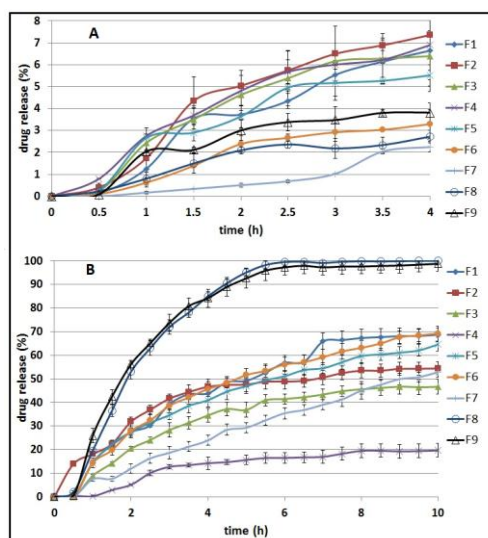 A
drug release (%)
8
7
6
5
4
3
2
1
0
0 0.5 1 1.5 2 2.5 3 3.5 4
time (h)
F1
F2
F3
F4
F5
F6
F7
F8
F9
B
drug release (%)
100
90
80
70
60
50
40
30
20
10
0
0 2 4 6 8 10
time (h)
F1
F2
F3
F4
F5
F6
F7
F8
F9